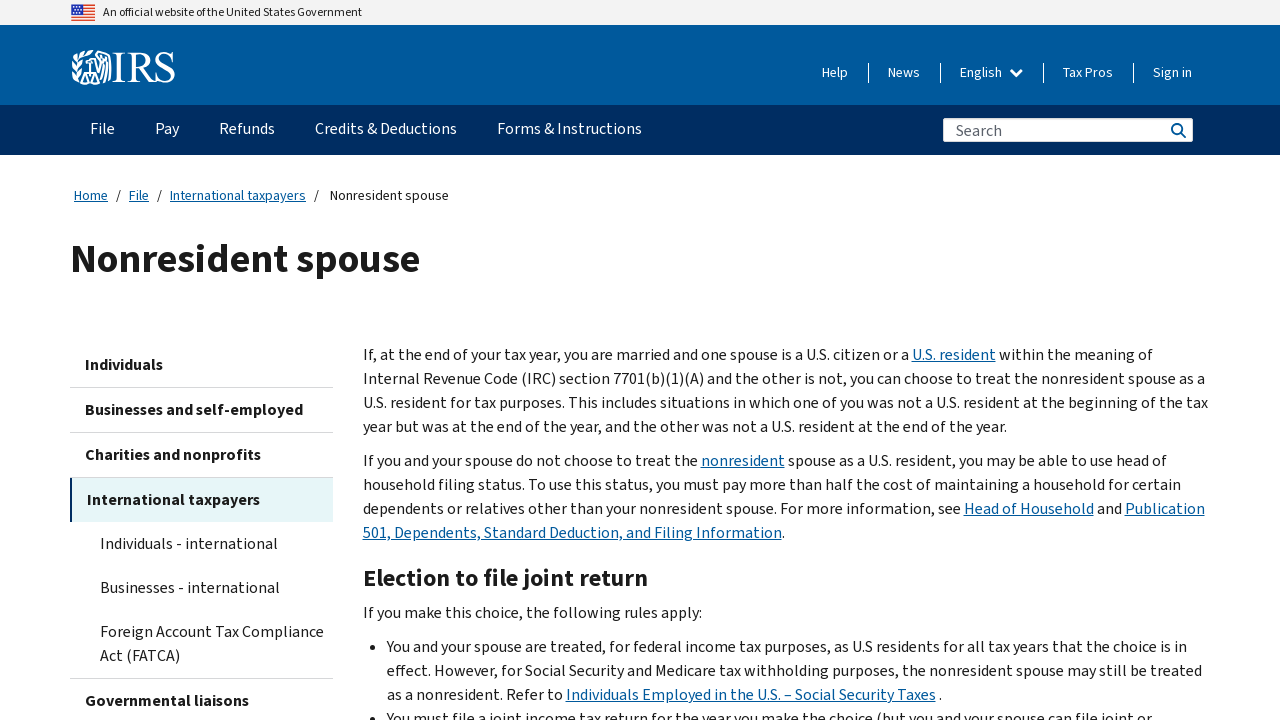 An official website of the United States Government
IRS
Help
News
English
Tax Pros
Sign in
File
Pay
Refunds
Credits & Deductions
Forms & Instructions
Search
Home / File / International taxpayers / Nonresident spouse
Nonresident spouse
Individuals
Businesses and self-employed
Charities and nonprofits
International taxpayers
Individuals - international
Businesses - international
Foreign Account Tax Compliance
Act (FATCA)
Governmental liaisons
If, at the end of your tax year, you are married and one spouse is a U.S. citizen or a U.S. resident within the meaning of
Internal Revenue Code (IRC) section 7701(b)(1)(A) and the other is not, you can choose to treat the nonresident spouse as a
U.S. resident for tax purposes. This includes situations in which one of you was not a U.S. resident at the beginning of the tax
year but was at the end of the year, and the other was not a U.S. resident at the end of the year.
If you and your spouse do not choose to treat the nonresident spouse as a U.S. resident, you may be able to use head of
household filing status. To use this status, you must pay more than half the cost of maintaining a household for certain
dependents or relatives other than your nonresident spouse. For more information, see Head of Household and Publication
501, Dependents, Standard Deduction, and Filing Information.
Election to file joint return
If you make this choice, the following rules apply:
• You and your spouse are treated, for federal income tax purposes, as U.S residents for all tax years that the choice is in
effect. However, for Social Security and Medicare tax withholding purposes, the nonresident spouse may still be treated
as a nonresident. Refer to Individuals Employed in the U.S. – Social Security Taxes .
• You must file a joint income tax return for the year you make the choice (but you and your spouse can file joint or